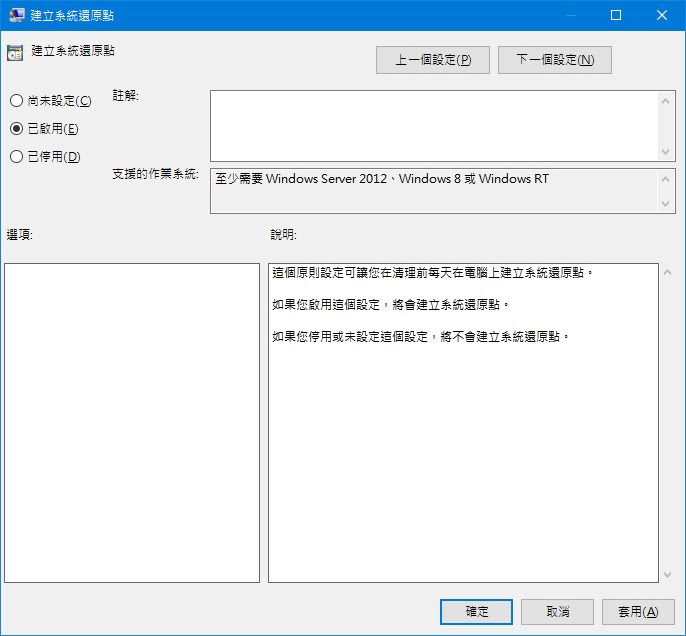 建立系統還原點
建立系統還原點
上一個設定(P)
下一個設定(N)
尚未設定(C)
已啟用(E)
已停用(D)
註解:
支援的作業系統:
至少需要 Windows Server 2012、Windows 8 或 Windows RT
選項:
說明:
這個原則設定可讓您在清理前每天在電腦上建立系統還原點。
如果您啟用這個設定，將會建立系統還原點。
如果您停用或未設定這個設定，將不會建立系統還原點。
確定
取消
套用(A)